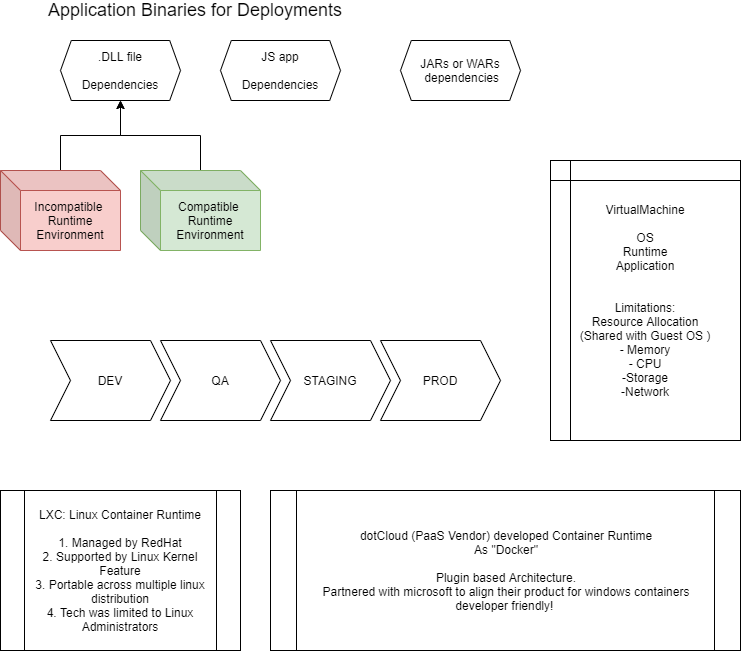 Application Binaries for Deployments
.DLL file
Dependencies
JS app
Dependencies
JARs or WARs
dependencies
Incompatible
Runtime
Environment
Compatible
Runtime
Environment
VirtualMachine
OS
Runtime
Application
Limitations:
Resource Allocation
(Shared with Guest OS )
- Memory
- CPU
-Storage
-Network
DEV
QA
STAGING
PROD
LXC: Linux Container Runtime
1. Managed by RedHat
2. Supported by Linux Kernel
Feature
3. Portable across multiple linux
distribution
4. Tech was limited to Linux
Administrators
dotCloud (PaaS Vendor) developed Container Runtime
As "Docker"
Plugin based Architecture.
Partnered with microsoft to align their product for windows containers
developer friendly!